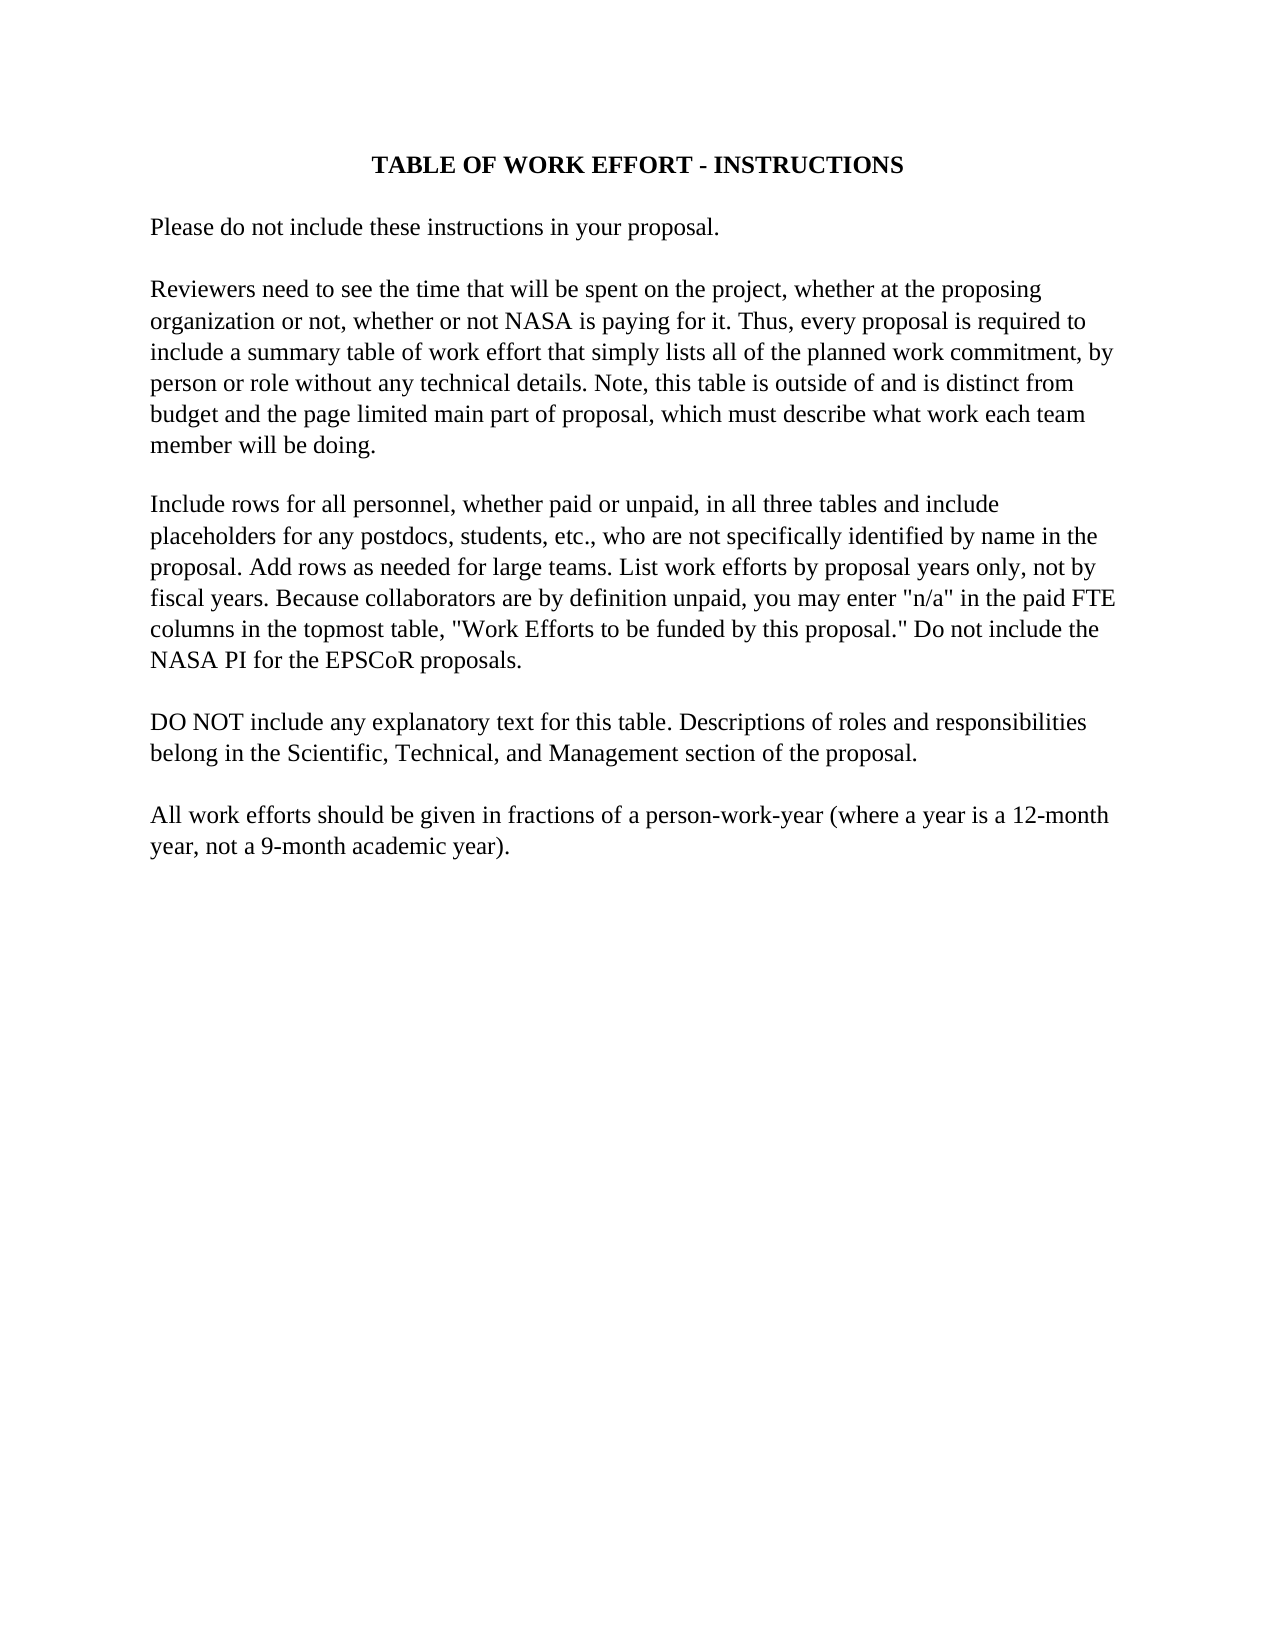 TABLE OF WORK EFFORT - INSTRUCTIONS
Please do not include these instructions in your proposal.
Reviewers need to see the time that will be spent on the project, whether at the proposing
organization or not, whether or not NASA is paying for it. Thus, every proposal is required to
include a summary table of work effort that simply lists all of the planned work commitment, by
person or role without any technical details. Note, this table is outside of and is distinct from
budget and the page limited main part of proposal, which must describe what work each team
member will be doing.
Include rows for all personnel, whether paid or unpaid, in all three tables and include
placeholders for any postdocs, students, etc., who are not specifically identified by name in the
proposal. Add rows as needed for large teams. List work efforts by proposal years only, not by
fiscal years. Because collaborators are by definition unpaid, you may enter "n/a" in the paid FTE
columns in the topmost table, "Work Efforts to be funded by this proposal." Do not include the
NASA PI for the EPSCoR proposals.
DO NOT include any explanatory text for this table. Descriptions of roles and responsibilities
belong in the Scientific, Technical, and Management section of the proposal.
All work efforts should be given in fractions of a person-work-year (where a year is a 12-month
year, not a 9-month academic year).